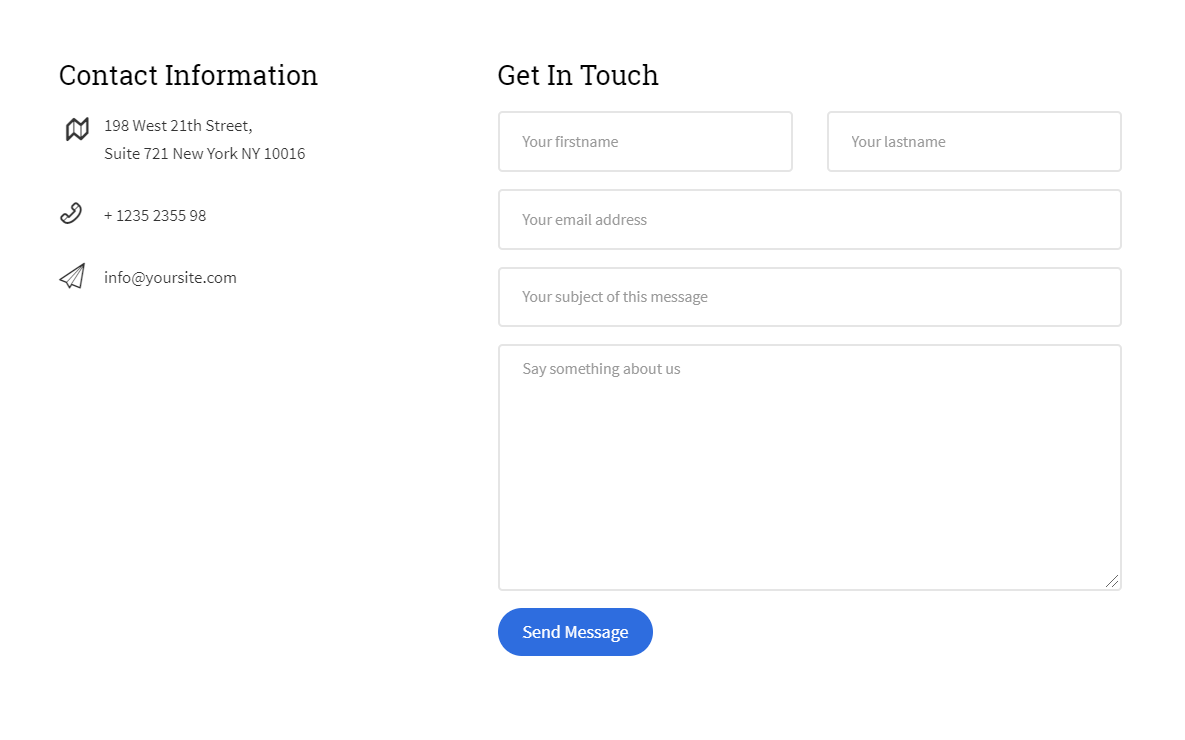 Contact Information
198 West 21th Street,
Suite 721 New York NY 10016
+ 1235 2355 98
info@yoursite.com
Get In Touch
Your firstname
Your lastname
Your email address
Your subject of this message
Say something about us
Send Message